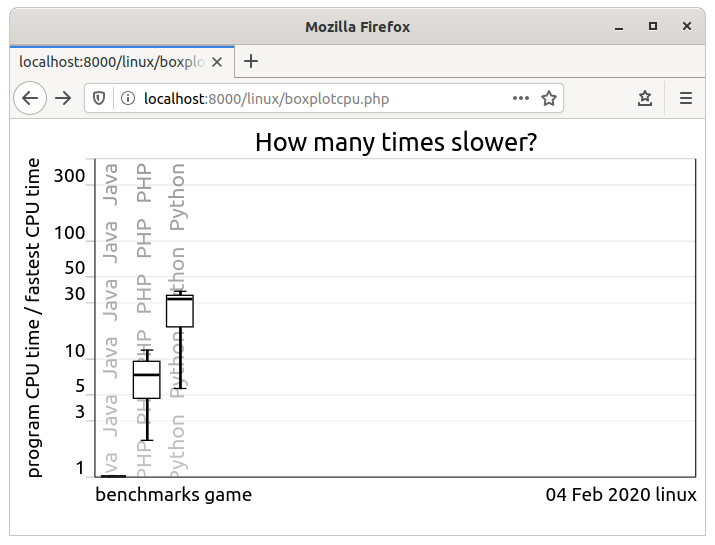 Mozilla Firefox
localhost:8000/linux/boxplo
localhost:8000/linux/boxplotcpu.php
How many times slower?
program CPU time / fastest CPU time
300
100
50
30
10
5
3
1
va Java Java Java Java Java
PHP PHP PHP PHP PHP PHP
Python Python thon Python
benchmarks game
04 Feb 2020 linux